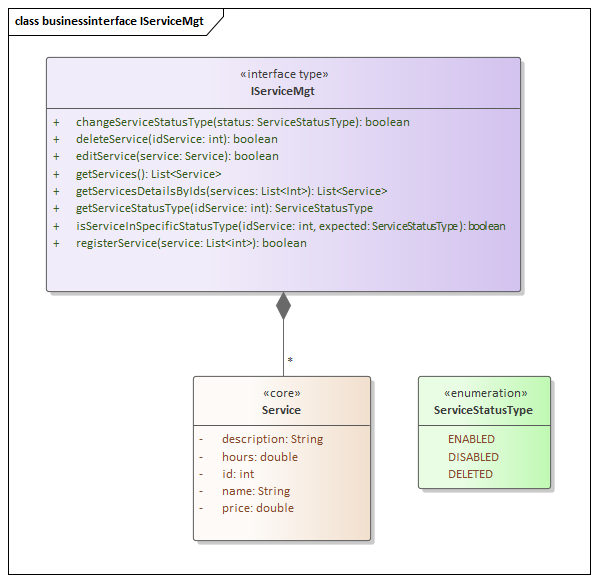 class businessinterface IServiceMgt
«interface type»
IServiceMgt
+ changeServiceStatusType(status: ServiceStatusType): boolean
+ deleteService(idService: int): boolean
+ editService(service: Service): boolean
+ getServices(): List<Service>
+ getServicesDetailsByIds(services: List<Int>): List<Service>
+ getServiceStatusType(idService: int): ServiceStatusType
+ isServiceInSpecificStatusType(idService: int, expected: ServiceStatusType): boolean
+ registerService(service: List<int>): boolean
*
«core»
Service
- description: String
- hours: double
- id: int
- name: String
- price: double
«enumeration»
ServiceStatusType
ENABLED
DISABLED
DELETED